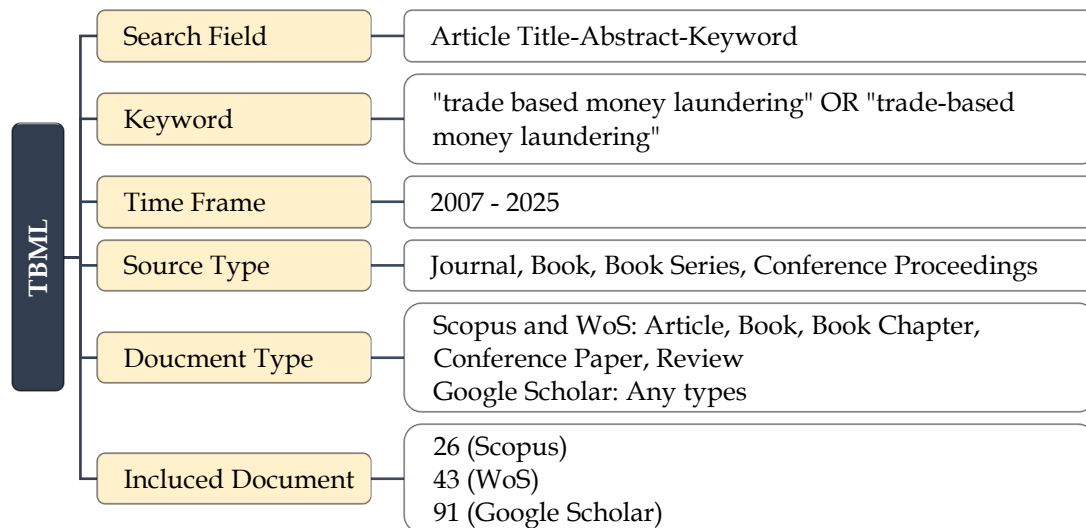 TBML
Search Field
Article Title-Abstract-Keyword
Keyword
"trade based money laundering" OR "trade-based
money laundering"
Time Frame
2007 - 2025
Source Type
Journal, Book, Book Series, Conference Proceedings
Doucment Type
Scopus and WoS: Article, Book, Book Chapter,
Conference Paper, Review
Google Scholar: Any types
Incluced Document
26 (Scopus)
43 (WoS)
91 (Google Scholar)